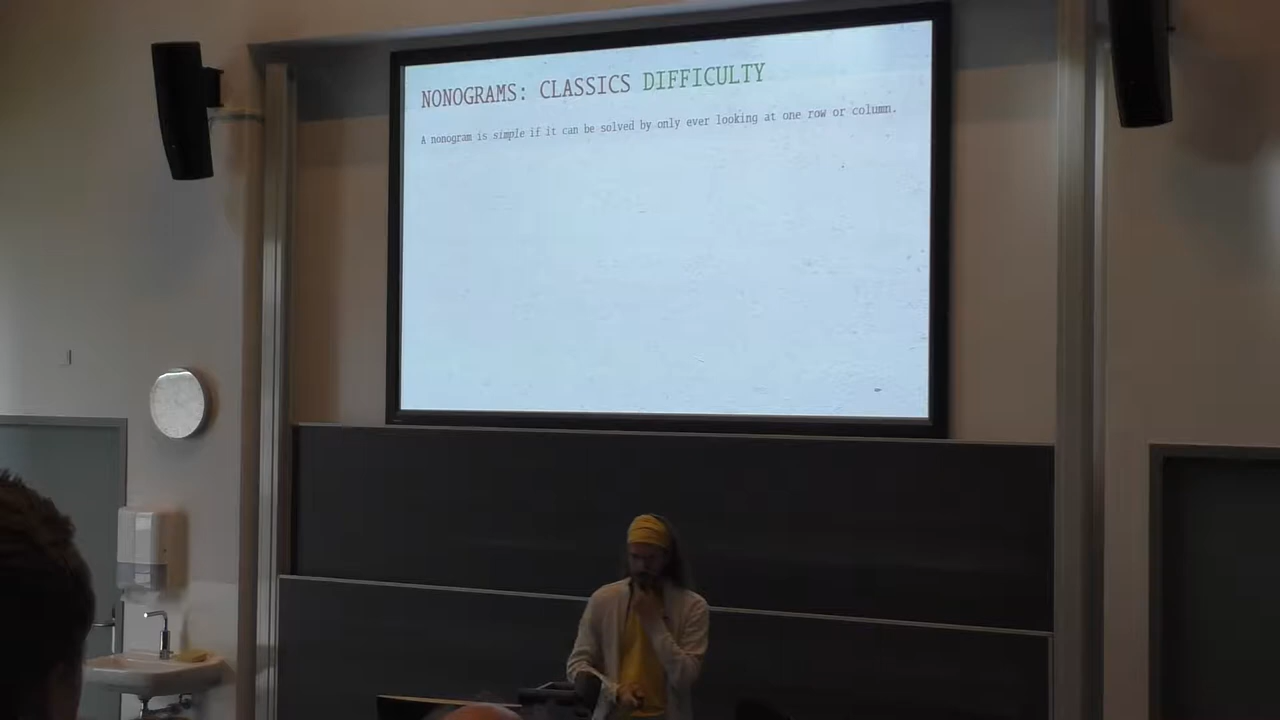 NONOGRAMS: CLASSICS DIFFICULTY
A nonogram is simple if it can be solved by only ever looking at one row or column.